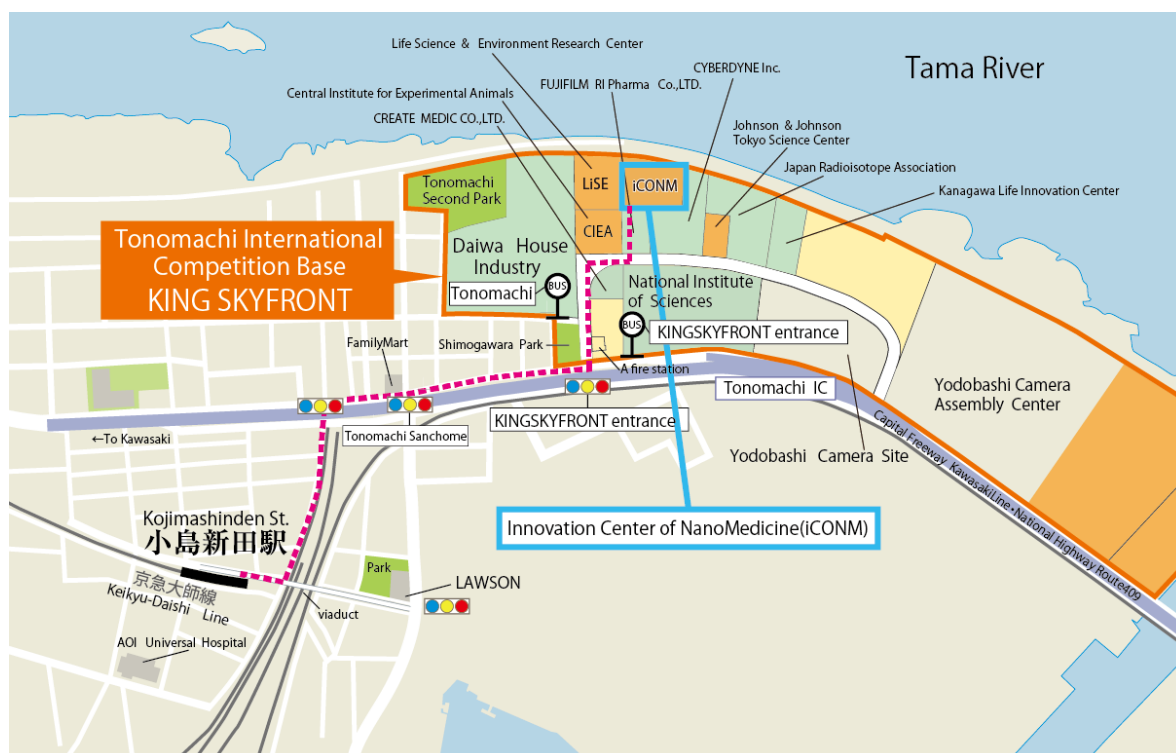 Life Science & Environment Research Center
CYBERDYNE Inc.
FUJIFILM RI Pharma Co.,LTD.
Central Institute for Experimental Animals
CREATE MEDIC CO.,LTD.
Tama River
Johnson & Johnson
Tokyo Science Center
Japan Radioisotope Association
Kanagawa Life Innovation Center
Tonomachi
Second Park
LiSE
iCONM
CIEA
Tonomachi International
Competition Base
KING SKYFRONT
Daiwa House
Industry
BUS
Tonomachi
National Institute
of Sciences
BUS
KINGSKYFRONT entrance
FamilyMart
Shimogawara Park
A fire station
Tonomachi IC
KINGSKYFRONT entrance
Tonomachi Sanchome
←To Kawasaki
Yodobashi Camera
Assembly Center
Yodobashi Camera Site
Capital Freeway KawasakiLine・National Highway Route409
Innovation Center of NanoMedicine(iCONM)
Kojimashinden St.
小島新田駅
京急大師線
Keikyu-Daishi Line
Park
LAWSON
viaduct
AOI Universal Hospital